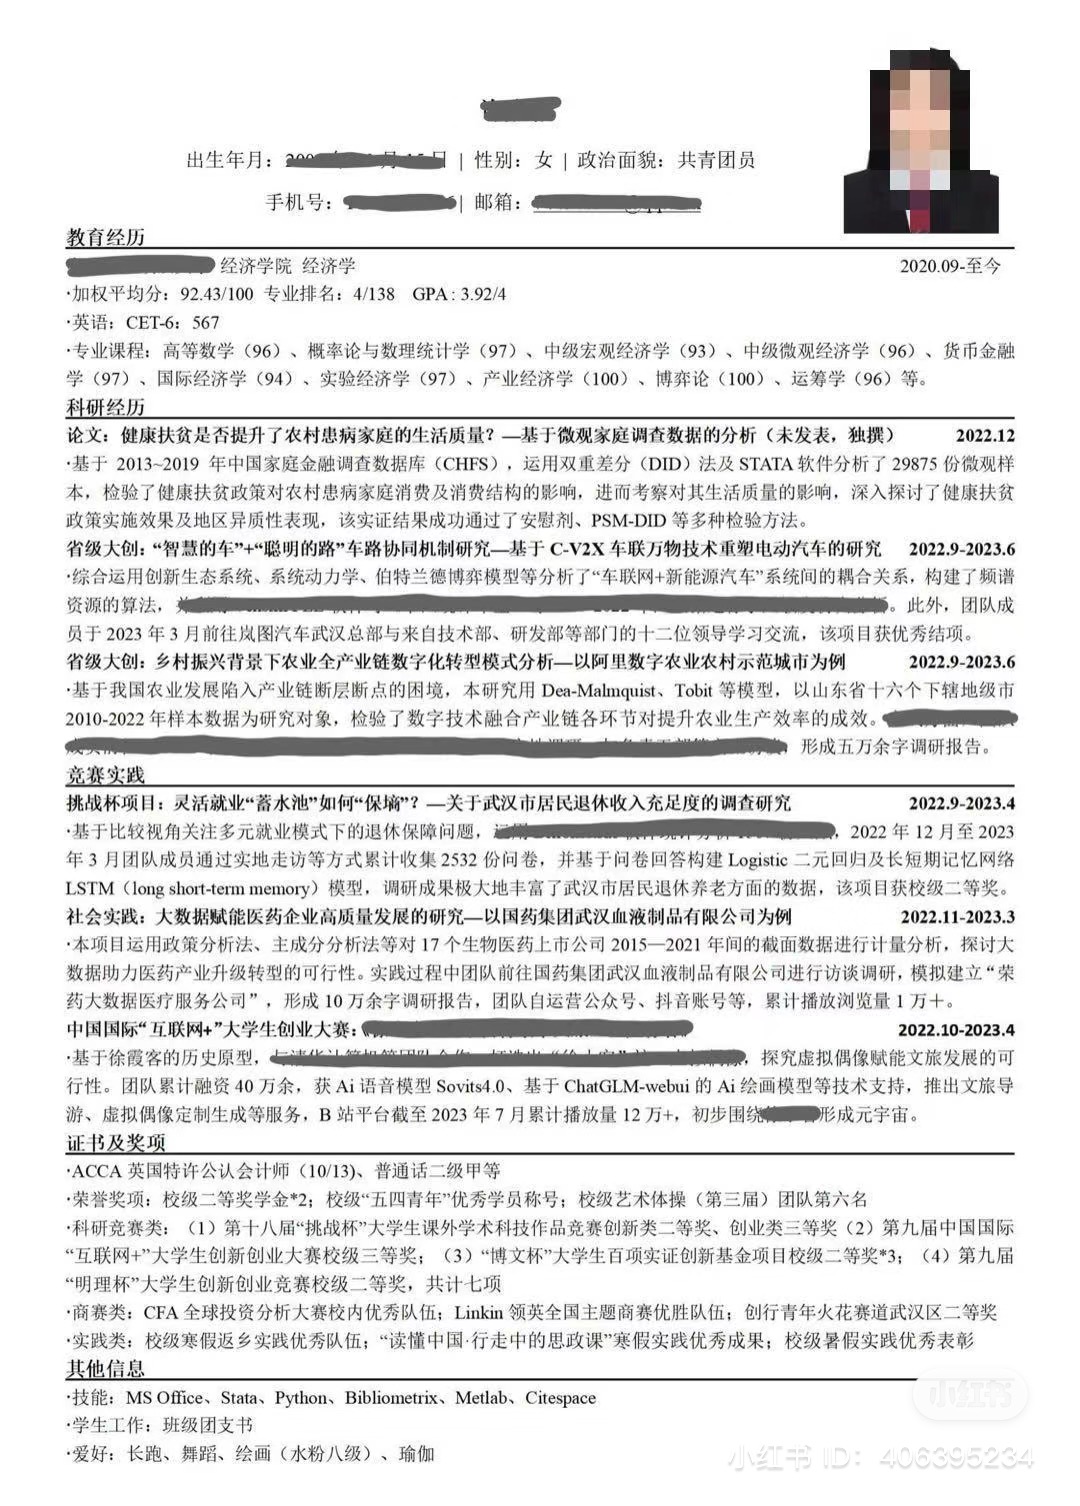 出生年月： | 性别：女 | 政治面貌：共青团员
手机号： | 邮箱：
教育经历
经济学院 经济学 2020.09-至今
·加权平均分：92.43/100 专业排名：4/138 GPA：3.92/4
·英语：CET-6：567
·专业课程：高等数学（96）、概率论与数理统计学（97）、中级宏观经济学（93）、中级微观经济学（96）、货币金融
学（97）、国际经济学（94）、实验经济学（97）、产业经济学（100）、博弈论（100）、运筹学（96）等。
科研经历
论文：健康扶贫是否提升了农村患病家庭的生活质量？—基于微观家庭调查数据的分析（未发表，独撰） 2022.12
·基于 2013~2019 年中国家庭金融调查数据库（CHFS），运用双重差分（DID）法及 STATA 软件分析了 29875 份微观样
本，检验了健康扶贫政策对农村患病家庭消费及消费结构的影响，进而考察对其生活质量的影响，深入探讨了健康扶贫
政策实施效果及地区异质性表现，该实证结果成功通过了安慰剂、PSM-DID 等多种检验方法。
省级大创：“智慧的车”+“聪明的路”车路协同机制研究—基于 C-V2X 车联万物技术重塑电动汽车的研究 2022.9-2023.6
·综合运用创新生态系统、系统动力学、伯特兰德博弈模型等分析了“车联网+新能源汽车”系统间的耦合关系，构建了频谱
资源的算法， 。此外，团队成
员于 2023 年 3 月前往岚图汽车武汉总部与来自技术部、研发部等部门的十二位领导学习交流，该项目获优秀结项。
省级大创：乡村振兴背景下农业全产业链数字化转型模式分析—以阿里数字农业农村示范城市为例 2022.9-2023.6
·基于我国农业发展陷入产业链断层断点的困境，本研究用 Dea-Malmquist、Tobit 等模型，以山东省十六个下辖地级市
2010-2022 年样本数据为研究对象，检验了数字技术融合产业链各环节对提升农业生产效率的成效。
，形成五万余字调研报告。
竞赛实践
挑战杯项目：灵活就业“蓄水池”如何“保墒”？—关于武汉市居民退休收入充足度的调查研究 2022.9-2023.4
·基于比较视角关注多元就业模式下的退休保障问题， ，2022 年 12 月至 2023
年 3 月团队成员通过实地走访等方式累计收集 2532 份问卷，并基于问卷回答构建 Logistic 二元回归及长短期记忆网络
LSTM（long short-term memory）模型，调研成果极大地丰富了武汉市居民退休养老方面的数据，该项目获校级二等奖。
社会实践：大数据赋能医药企业高质量发展的研究—以国药集团武汉血液制品有限公司为例 2022.11-2023.3
·本项目运用政策分析法、主成分分析法等对 17 个生物医药上市公司 2015—2021 年间的截面数据进行计量分析，探讨大
数据助力医药产业升级转型的可行性。实践过程中团队前往国药集团武汉血液制品有限公司进行访谈调研，模拟建立“荣
药大数据医疗服务公司”，形成 10 万余字调研报告，团队自运营公众号、抖音账号等，累计播放浏览量 1 万＋。
中国国际“互联网+”大学生创业大赛： 2022.10-2023.4
·基于徐霞客的历史原型， ，探究虚拟偶像赋能文旅发展的可
行性。团队累计融资 40 万余，获 Ai 语音模型 Sovits4.0、基于 ChatGLM-webui 的 Ai 绘画模型等技术支持，推出文旅导
游、虚拟偶像定制生成等服务，B 站平台截至 2023 年 7 月累计播放量 12 万+，初步围绕 形成元宇宙。
证书及奖项
·ACCA 英国特许公认会计师（10/13)、普通话二级甲等
·荣誉奖项：校级二等奖学金*2；校级“五四青年”优秀学员称号；校级艺术体操（第三届）团队第六名
·科研竞赛类：（1）第十八届“挑战杯”大学生课外学术科技作品竞赛创新类二等奖、创业类三等奖（2）第九届中国国际
“互联网+”大学生创新创业大赛校级三等奖；（3）“博文杯”大学生百项实证创新基金项目校级二等奖*3；（4）第九届
“明理杯”大学生创新创业竞赛校级二等奖，共计七项
·商赛类：CFA 全球投资分析大赛校内优秀队伍；Linkin 领英全国主题商赛优胜队伍；创行青年火花赛道武汉区二等奖
·实践类：校级寒假返乡实践优秀队伍；“读懂中国·行走中的思政课”寒假实践优秀成果；校级暑假实践优秀表彰
其他信息
·技能：MS Office、Stata、Python、Bibliometrix、Metlab、Citespace
·学生工作：班级团支书
·爱好：长跑、舞蹈、绘画（水粉八级）、瑜伽
小红书
小红书 ID：406395234